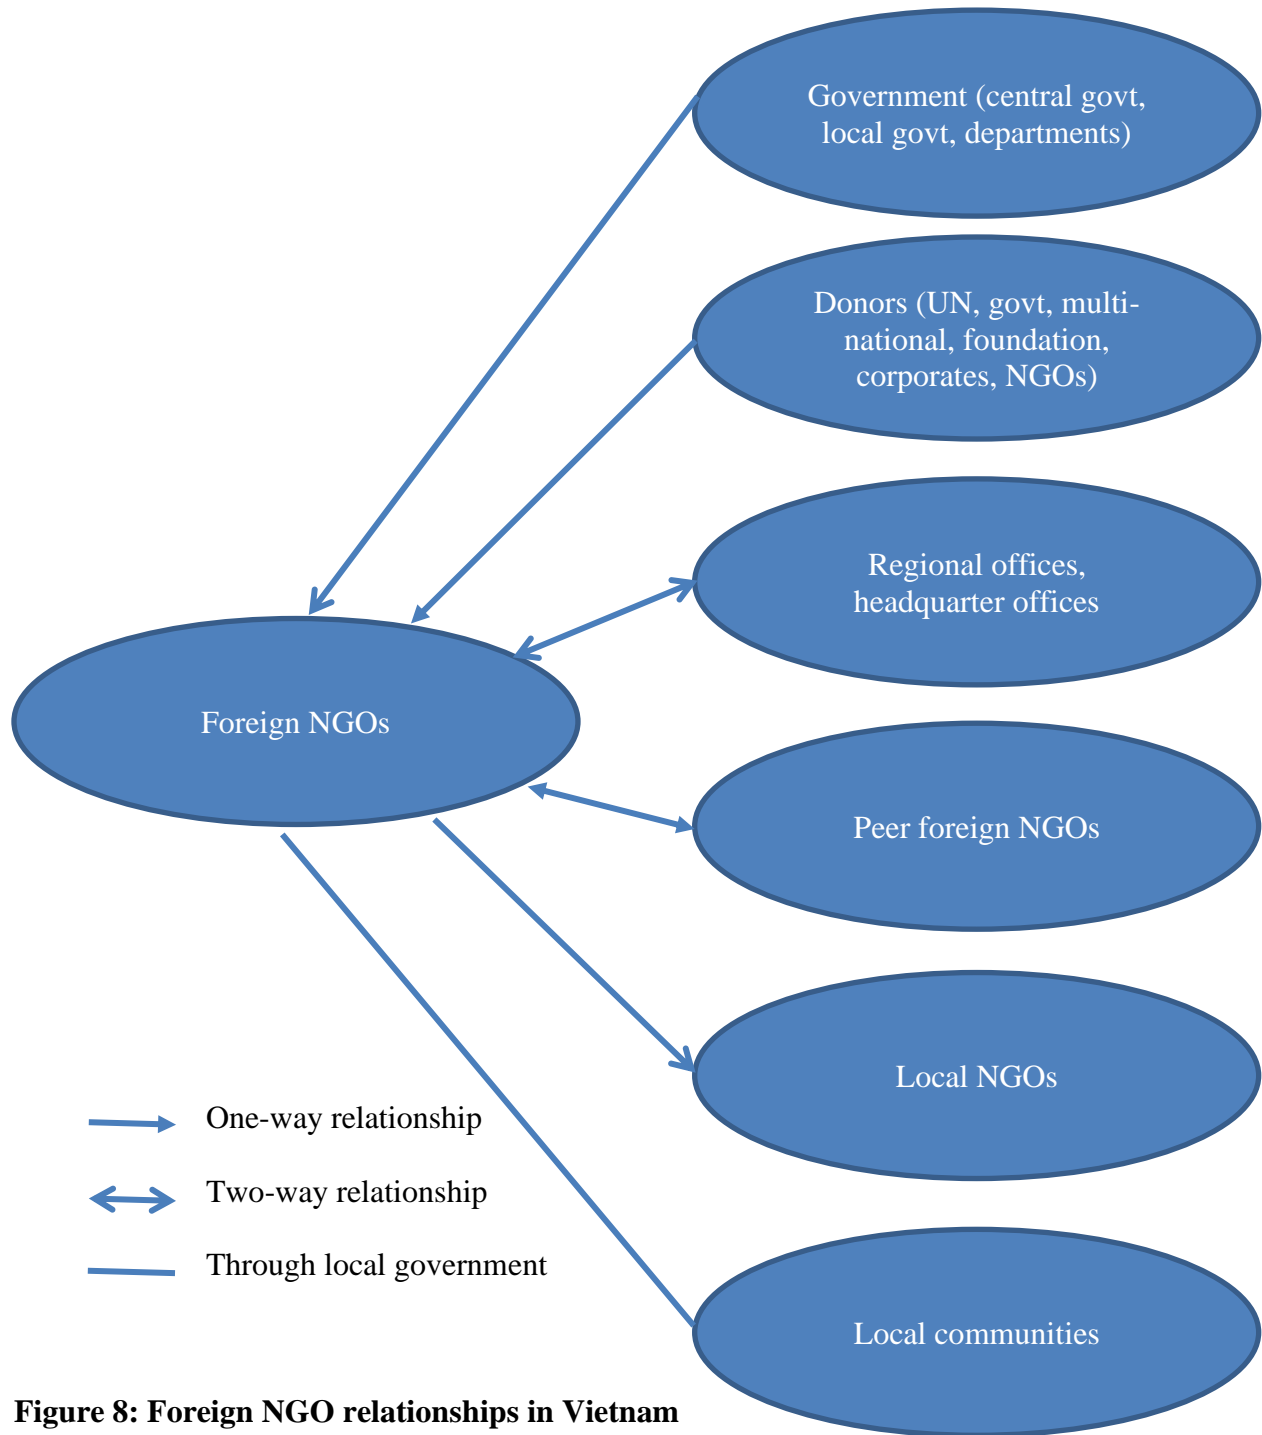 Government (central govt,
local govt, departments)
Donors (UN, govt, multi-
national, foundation,
corporates, NGOs)
Regional offices,
headquarter offices
Foreign NGOs
Peer foreign NGOs
Local NGOs
One-way relationship
Two-way relationship
Through local government
Local communities
Figure 8: Foreign NGO relationships in Vietnam